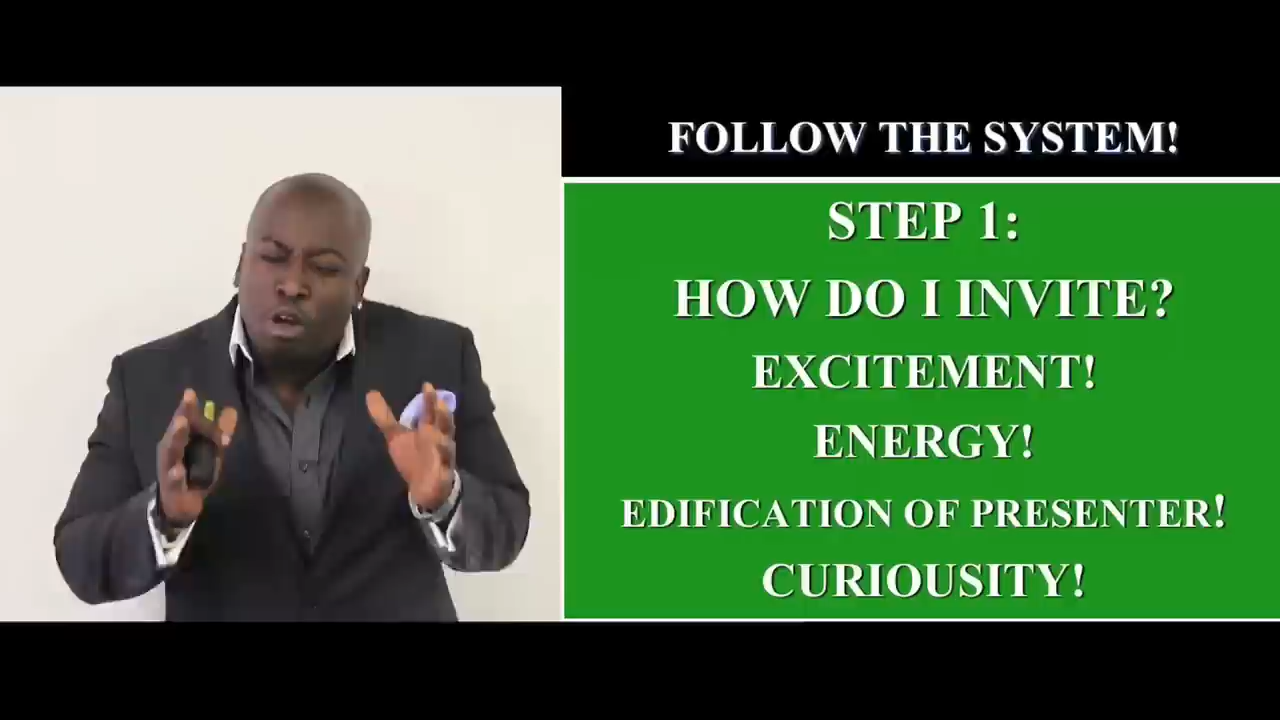 FOLLOW THE SYSTEM!
STEP 1:
HOW DO I INVITE?
EXCITEMENT!
ENERGY!
EDIFICATION OF PRESENTER!
CURIOUSITY!